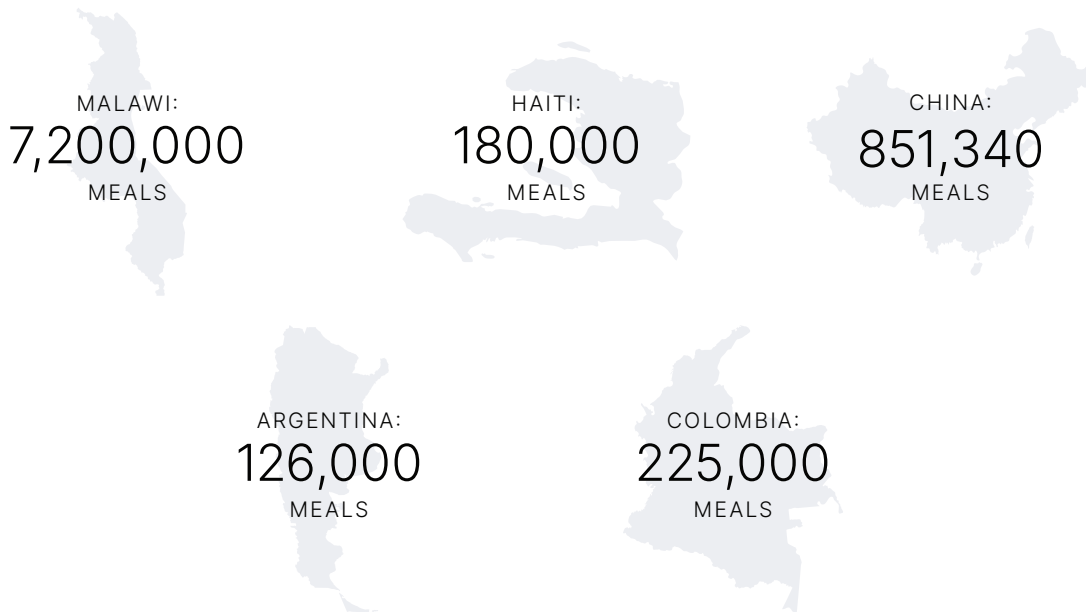 MALAWI:
7,200,000
MEALS
HAITI:
180,000
MEALS
CHINA:
851,340
MEALS
ARGENTINA:
126,000
MEALS
COLOMBIA:
225,000
MEALS